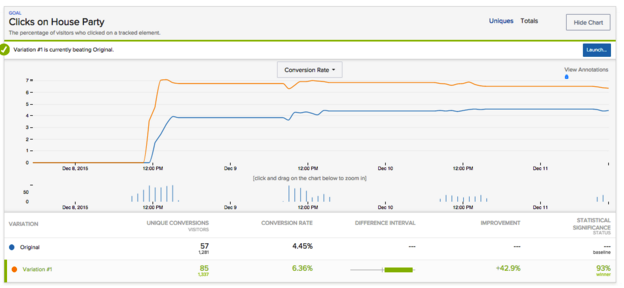 GOAL
Clicks on House Party
The percentage of visitors who clicked on a tracked element.
Uniques Totals Hide Chart
Variation #1 is currently beating Original. Launch...
Conversion Rate
View Annotations
7
6
5
4
3
2
1
0
Dec 8, 2015 12:00 PM Dec 9 12:00 PM Dec 10 12:00 PM Dec 11
[click and drag on the chart below to zoom in]
50
0
Dec 8, 2015 12:00 PM Dec 9 12:00 PM Dec 10 12:00 PM Dec 11
VARIATION UNIQUE CONVERSIONS CONVERSION RATE DIFFERENCE INTERVAL IMPROVEMENT STATISTICAL SIGNIFICANCE
VISITORS STATUS
Original 57 4.45% --- --- ---
1,281 baseline
Variation #1 85 6.36% +42.9% 93%
1,337 winner